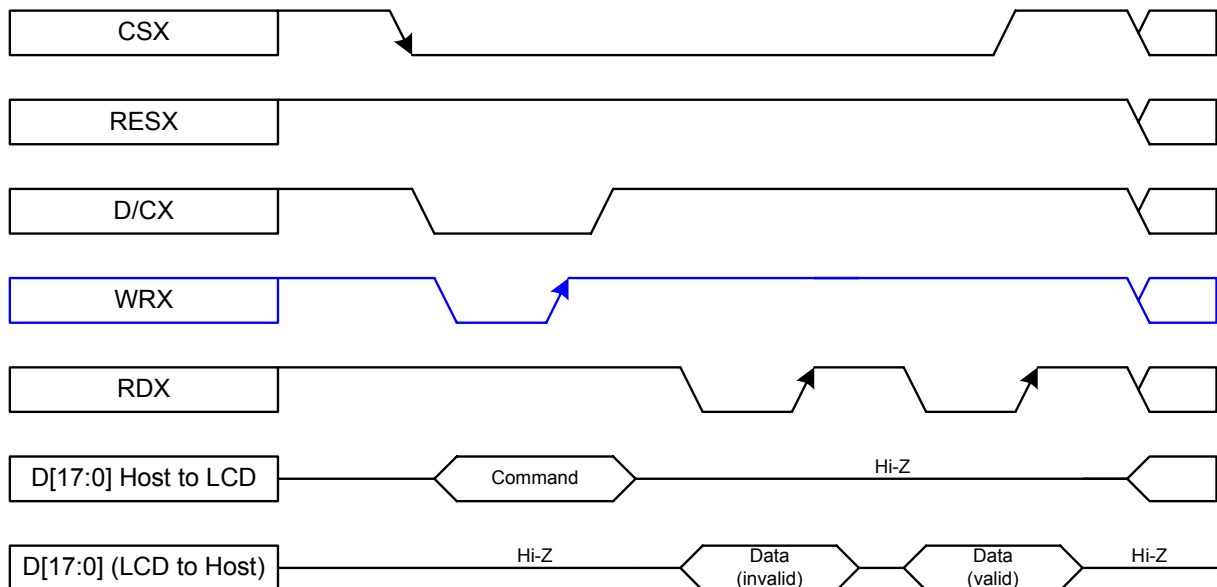 CSX
RESX
D/CX
WRX
RDX
D[17:0] Host to LCD
Command
Hi-Z
D[17:0] (LCD to Host)
Hi-Z
Data
(invalid)
Data
(valid)
Hi-Z